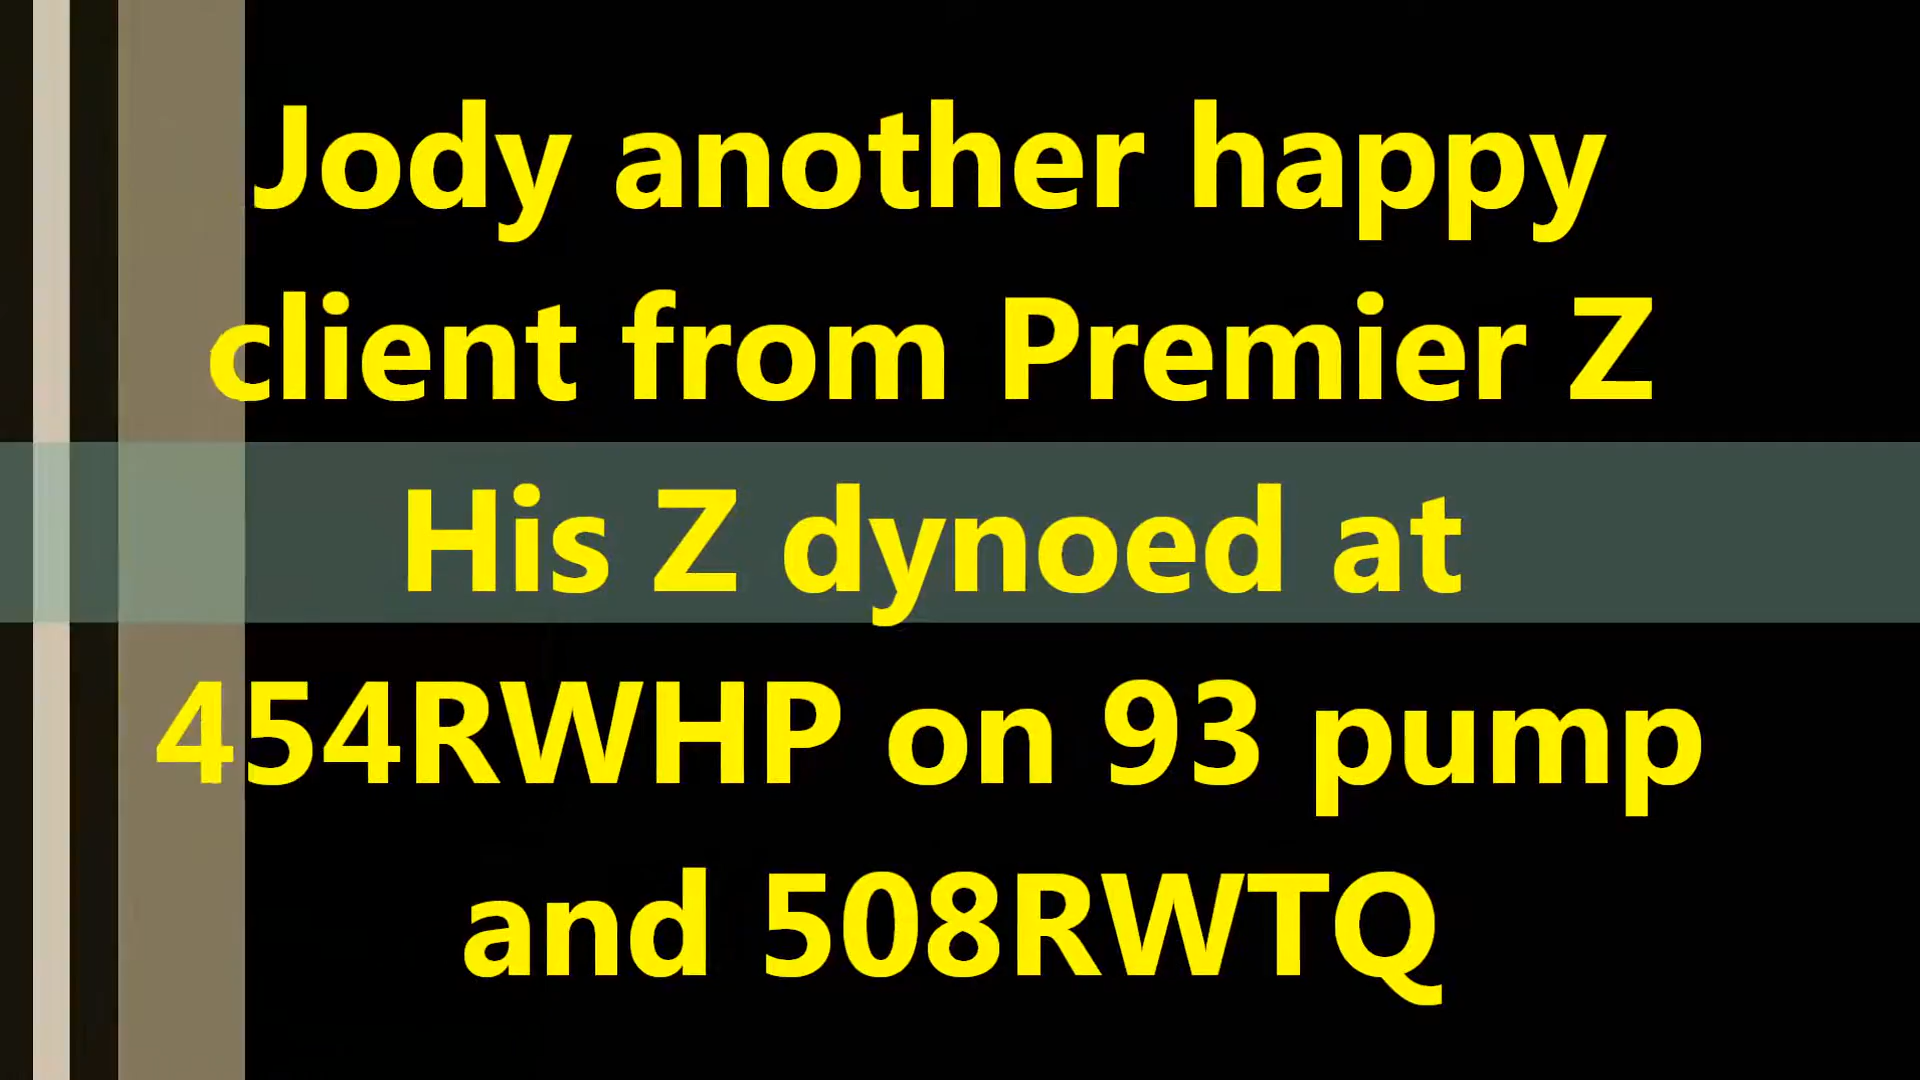 Jody another happy
client from Premier Z
His Z dynoed at
454RWHP on 93 pump
and 508RWTQ